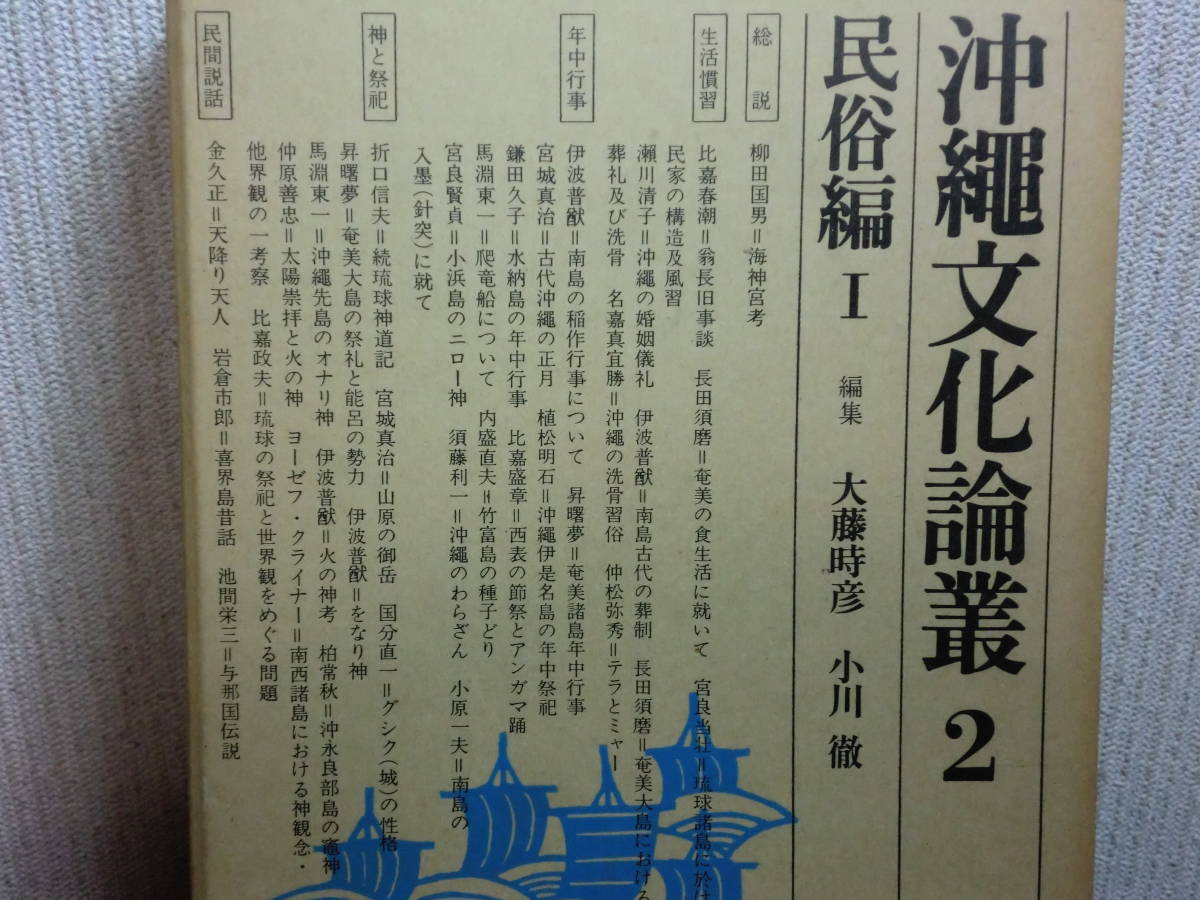 沖繩文化論叢 2
民俗編 I 編集 大藤時彦 小川 徹
総説
柳田国男＝海神宮考
生活慣習
比嘉春潮＝翁長旧事談 長田須磨＝奄美の食生活に就いて 宮良当壮＝琉球諸島に於け
民家の構造及風習
瀬川清子＝沖縄の婚姻儀礼 伊波普猷＝南島古代の葬制 長田須磨＝奄美大島における
葬礼及び洗骨 名嘉真宜勝＝沖縄の洗骨習俗 仲松弥秀＝テラとミャー
年中行事
伊波普猷＝南島の稲作行事について 昇曙夢＝奄美諸島年中行事
宮城真治＝古代沖縄の正月 植松明石＝沖縄伊是名島の年中祭祀
鎌田久子＝水納島の年中行事 比嘉盛章＝西表の節祭とアンガマ踊
馬淵東一＝爬竜船について 内盛直夫＝竹富島の種子どり
宮良賢貞＝小浜島のニロー神 須藤利一＝沖縄のわらざん 小原一夫＝南島の
入墨（針突）に就て
神と祭祀
折口信夫＝続琉球神道記 宮城真治＝山原の御岳 国分直一＝グシク（城）の性格
昇曙夢＝奄美大島の祭礼と能呂の勢力 伊波普猷＝をなり神
馬淵東一＝沖縄先島のオナリ神 伊波普猷＝火の神考 柏常秋＝沖永良部島の竈神
仲原善忠＝太陽崇拝と火の神 ヨーゼフ・クライナー＝南西諸島における神観念・
他界観の一考察 比嘉政夫＝琉球の祭祀と世界観をめぐる問題
民間説話
金久正＝天降り天人 岩倉市郎＝喜界島昔話 池間栄三＝与那国伝説